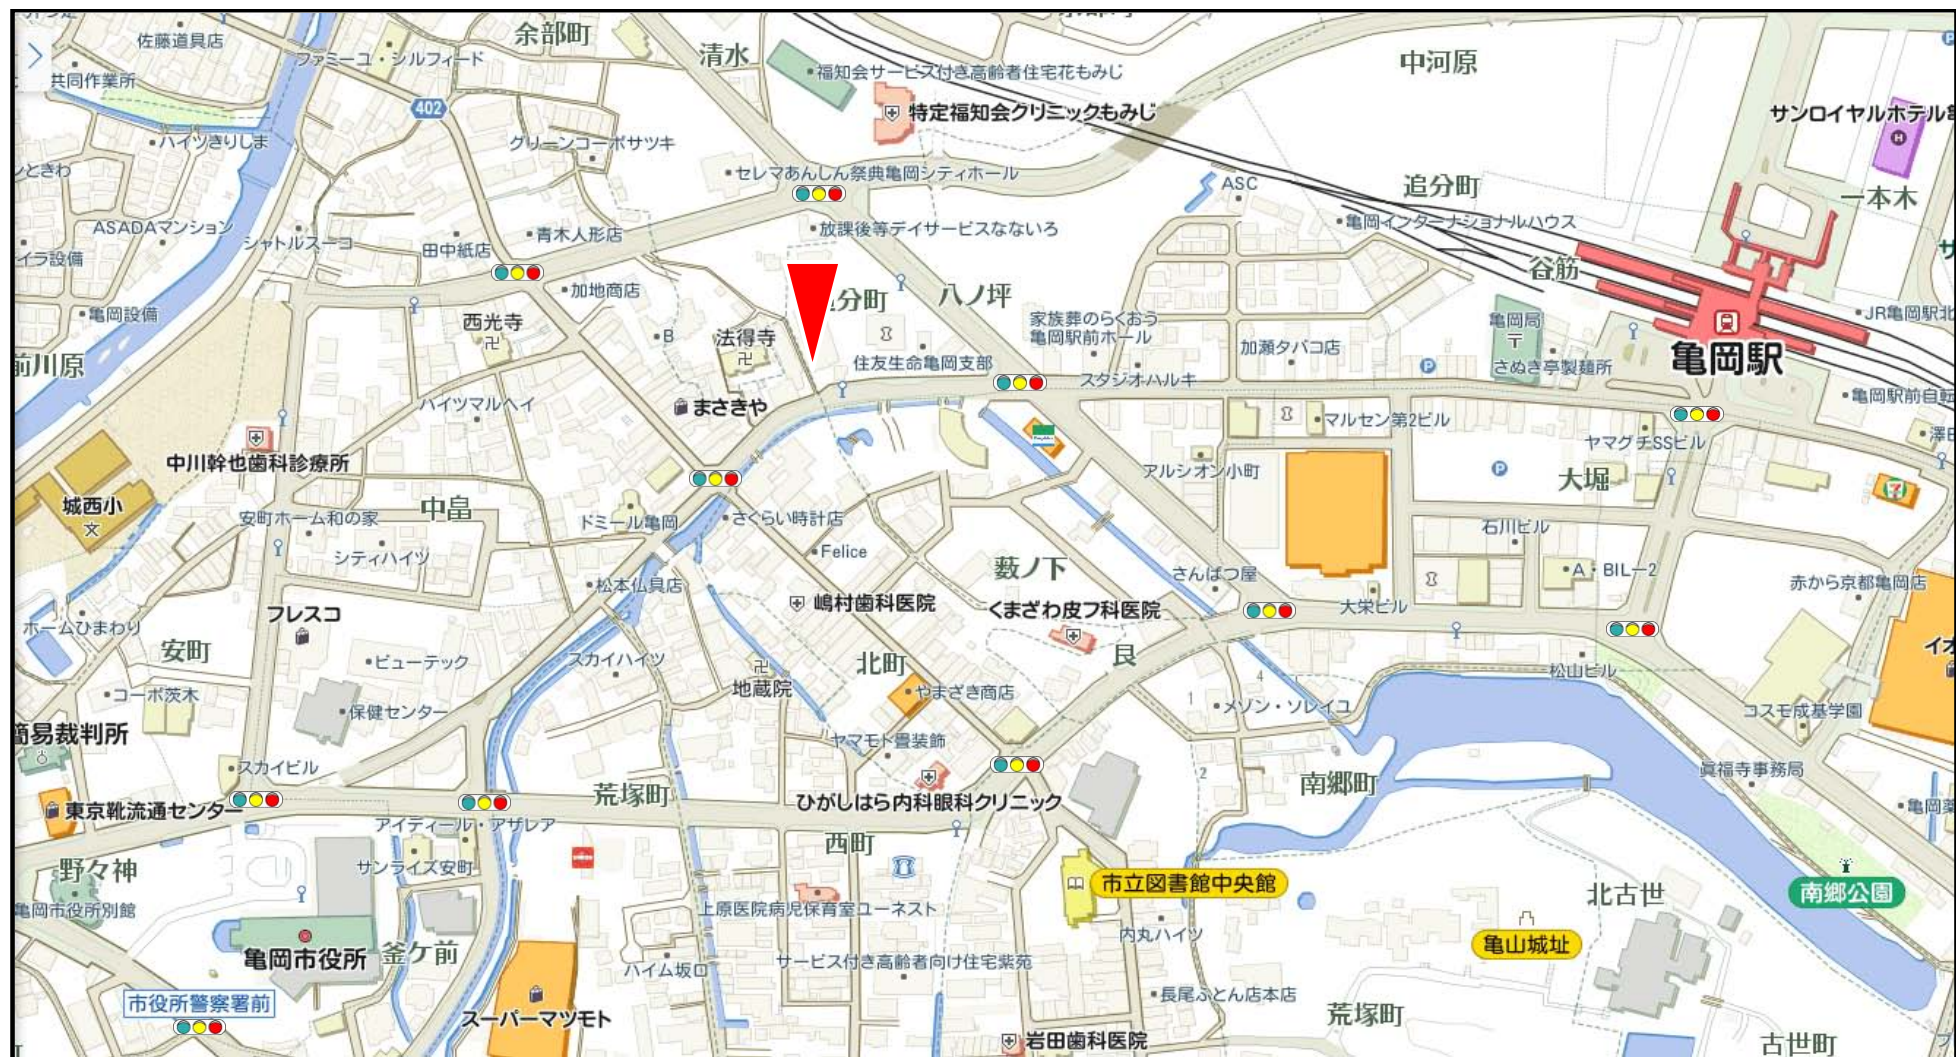 余部町
清水
佐藤道具店
ファミーユ・シルフィード
共同作業所
福知会サービス付き高齢者住宅花もみじ
中河原
402
特定福知会クリニックもみじ
サンロイヤルホテル亀
ハイツきりしま
グリーンコーポサツキ
セレマあんしん祭典亀岡シティホール
ASC
追分町
一本木
ンときわ
ASADAマンション
シャトルスーコ
田中紙店
青木人形店
放課後等デイサービスなないろ
亀岡インターナショナルハウス
イラ設備
谷筋
加地商店
八ノ坪
亀岡設備
西光寺
B
法得寺
分町
家族葬のらくおう
亀岡駅前ホール
加瀬タバコ店
亀岡局
さぬき亭製麺所
亀岡駅
JR亀岡駅北
前川原
住友生命亀岡支部
スタジオハルキ
ハイツマルヘイ
まさきや
マルセン第2ビル
亀岡駅前自転
ヤマグチSSビル
中川幹也歯科診療所
アルシオン小町
大堀
城西小
文
中畠
安町ホーム和の家
ドミール亀岡
さくらい時計店
石川ビル
シティハイツ
Felice
薮ノ下
さんぱつ屋
A・BIL－2
松本仏具店
赤から京都亀岡店
フレスコ
嶋村歯科医院
くまざわ皮フ科医院
大栄ビル
ホームひまわり
安町
ビューテック
スカイハイツ
北町
艮
松山ビル
イオ
コーポ茨木
保健センター
地蔵院
やまざき商店
メゾン・ソレイユ
コスモ成基学園
簡易裁判所
ヤマモト畳装飾
スカイビル
荒塚町
南郷町
眞福寺事務局
東京靴流通センター
ひがしはら内科眼科クリニック
アイディール・アザレア
西町
野々神
サンライズ安町
市立図書館中央館
北古世
南郷公園
亀岡市役所別館
上原医院病児保育室ユーネスト
内丸ハイツ
亀山城址
亀岡市役所
釜ケ前
ハイム坂口
サービス付き高齢者向け住宅紫苑
市役所警察署前
スーパーマツモト
長尾ふとん店本店
荒塚町
岩田歯科医院
古世町